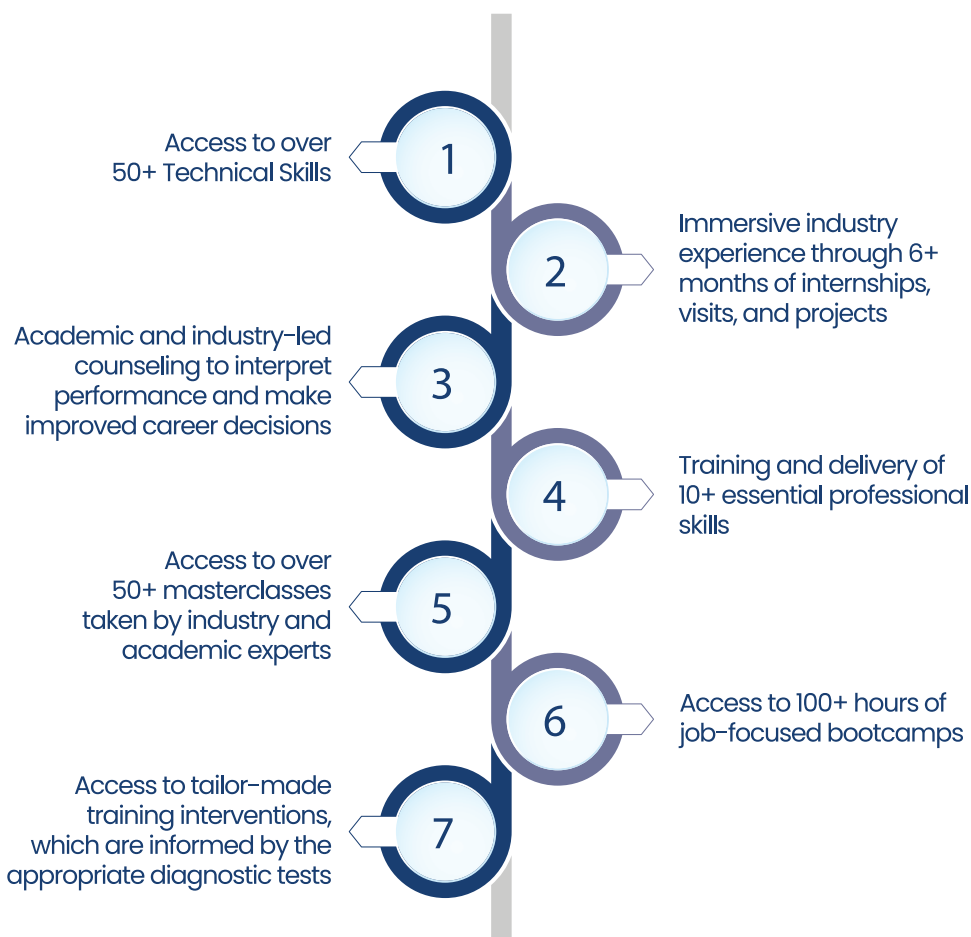 1
Access to over
50+ Technical Skills
2
Immersive industry
experience through 6+
months of internships,
visits, and projects
3
Academic and industry-led
counseling to interpret
performance and make
improved career decisions
4
Training and delivery of
10+ essential professional
skills
5
Access to over
50+ masterclasses
taken by industry and
academic experts
6
Access to 100+ hours of
job-focused bootcamps
7
Access to tailor-made
training interventions,
which are informed by the
appropriate diagnostic tests